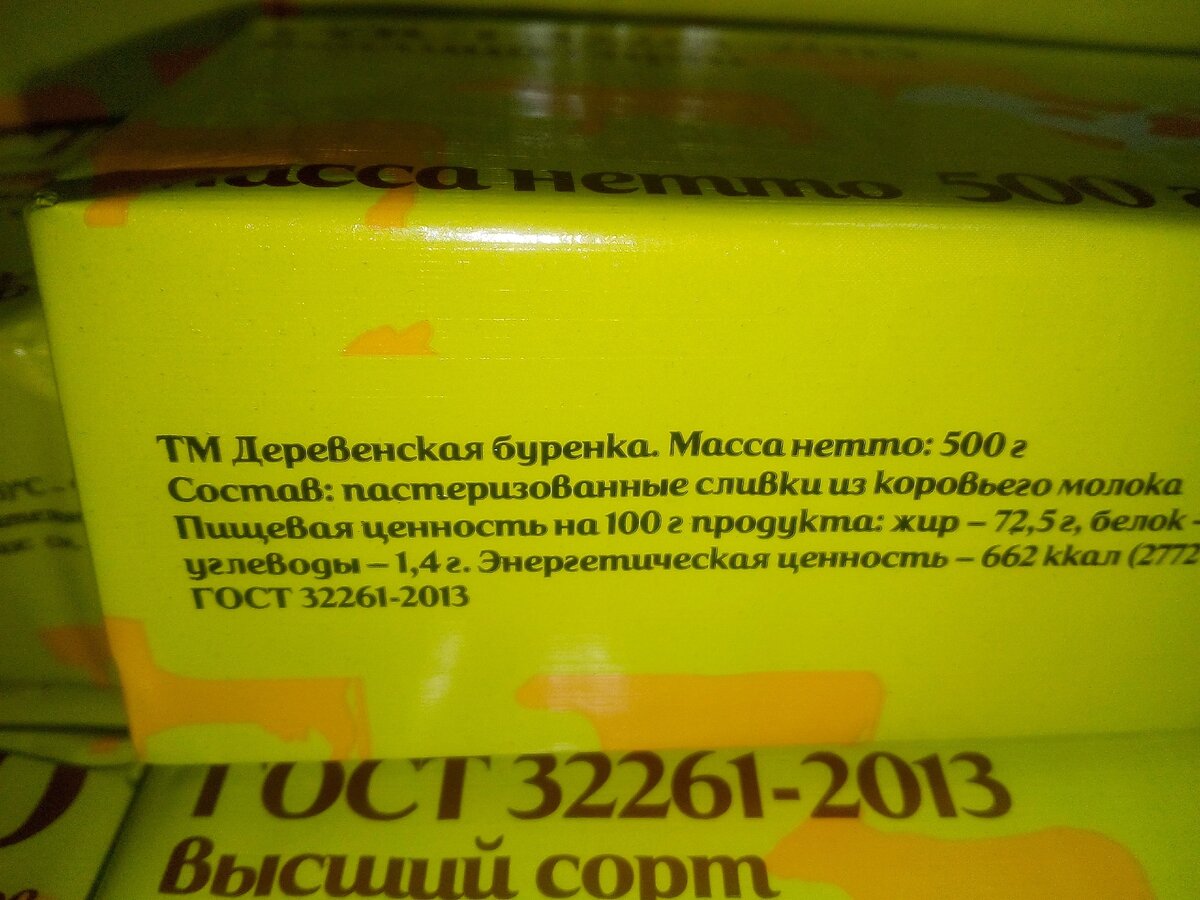 Масса нетто 500 г
ТМ Деревенская буренка. Масса нетто: 500 г
Состав: пастеризованные сливки из коровьего молока
Пищевая ценность на 100 г продукта: жир – 72,5 г, белок -
углеводы – 1,4 г. Энергетическая ценность – 662 ккал (2772
ГОСТ 32261-2013
ГОСТ 32261-2013
высший сорт